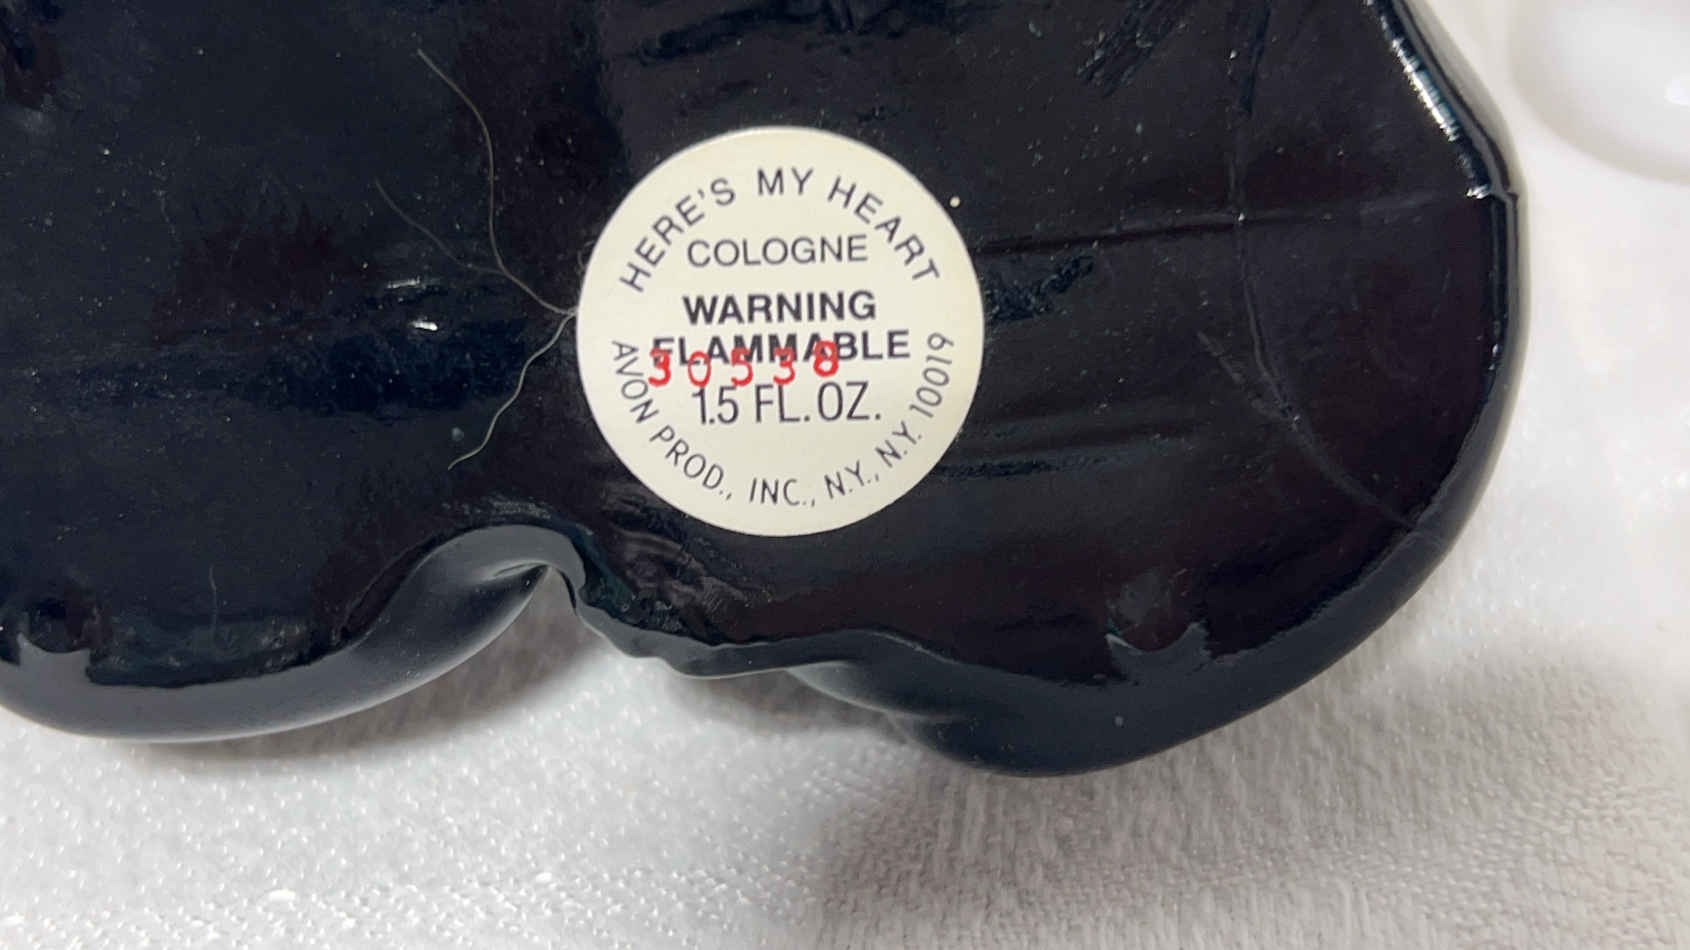 HERE'S MY HEART
COLOGNE
WARNING
FLAMMABLE
30538
1.5 FL. OZ.
AVON PROD., INC., N.Y., N.Y. 10019